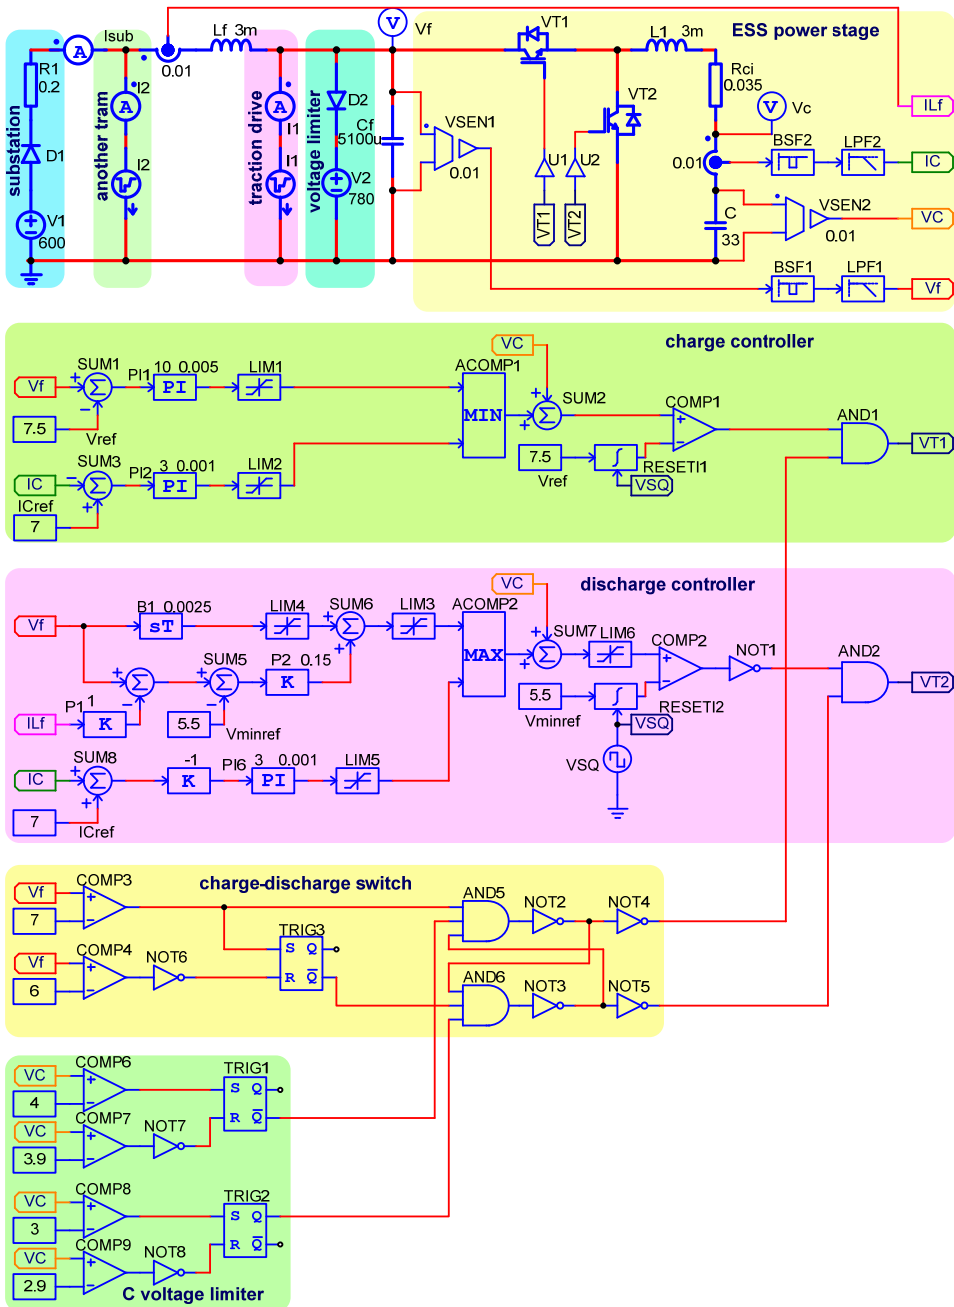 VT1
ESS power stage
Isub
Lf 3m
Vf
L1 3m
A
V
R1
0.2
0.01
Rci
0.035
VT2
I2
A
D2
A
I1
Cf
5100u
VSEN1
0.01
V
Vc
ILf
D1
I2
I1
V2
780
U1
U2
0.01
BSF2
LPF2
IC
substation
another tram
traction drive
voltage limiter
V1
600
VT1
VT2
C
33
VSEN2
0.01
VC
BSF1
LPF1
Vf
charge controller
VC
SUM1
10 0.005
PI1
PI
LIM1
ACOMP1
Vf
MIN
SUM2
COMP1
AND1
7.5
Vref
VT1
SUM3
3 0.001
PI2
PI
LIM2
7.5
Vref
RESETI1
VSQ
IC
ICref
7
discharge controller
VC
B1 0.0025
sT
LIM4
SUM6
LIM3
ACOMP2
Vf
MAX
SUM7
LIM6
COMP2
NOT1
AND2
SUM5
P2 0.15
K
VT2
P1
1
K
ILf
5.5
Vminref
5.5
Vminref
RESETI2
VSQ
VSQ
SUM8
-1
K
PI6
3 0.001
PI
LIM5
IC
7
ICref
charge-discharge switch
COMP3
Vf
7
AND5
NOT2
NOT4
COMP4
Vf
6
NOT6
TRIG3
S Q
R Q
AND6
NOT3
NOT5
COMP6
VC
4
TRIG1
S Q
R Q
COMP7
VC
3.9
NOT7
COMP8
VC
3
TRIG2
S Q
R Q
COMP9
VC
2.9
NOT8
C voltage limiter